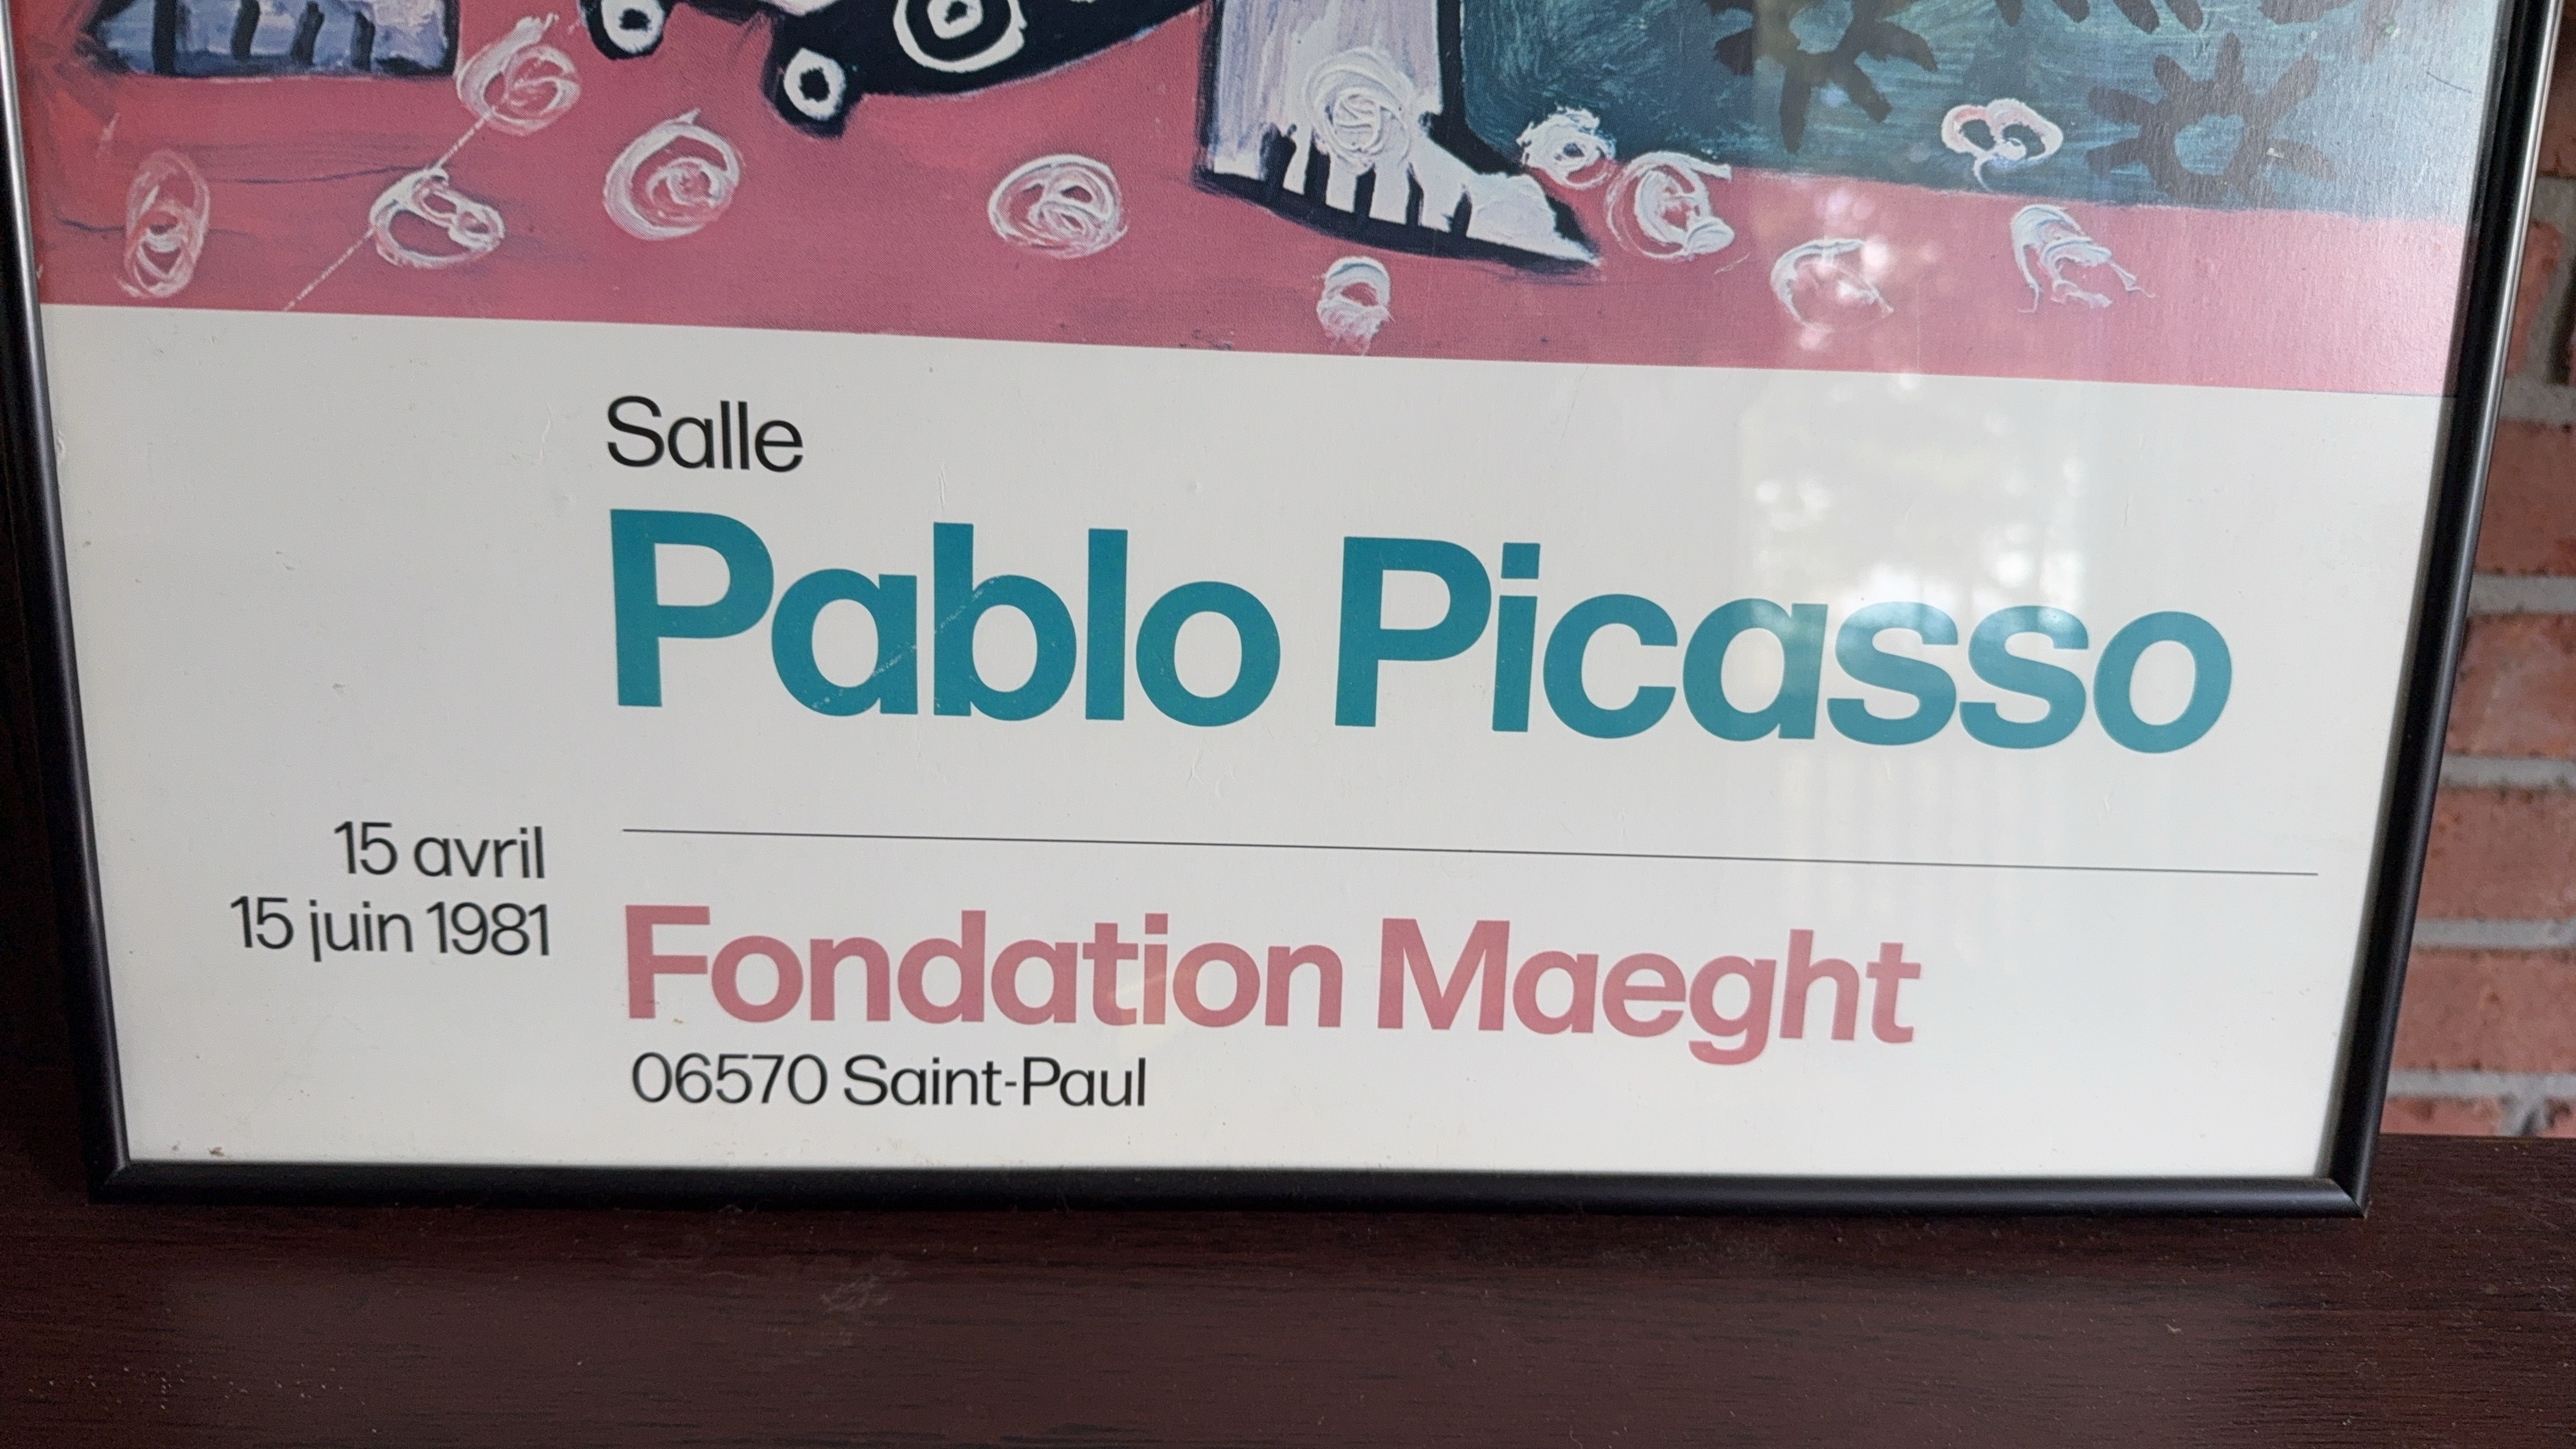 Salle
Pablo Picasso
15 avril
15 juin 1981
Fondation Maeght
06570 Saint-Paul